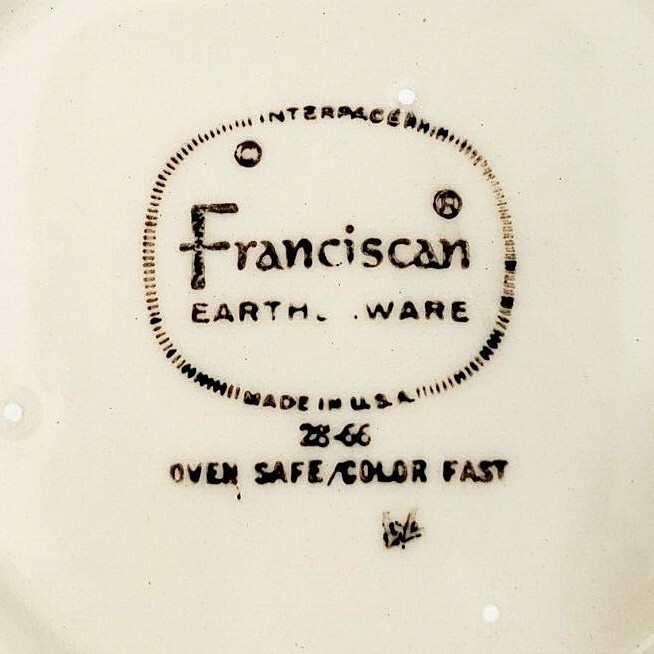 INTERPACE
©
®
Franciscan
EARTH WARE
MADE IN U.S.A.
28-66
OVEN SAFE/COLOR FAST